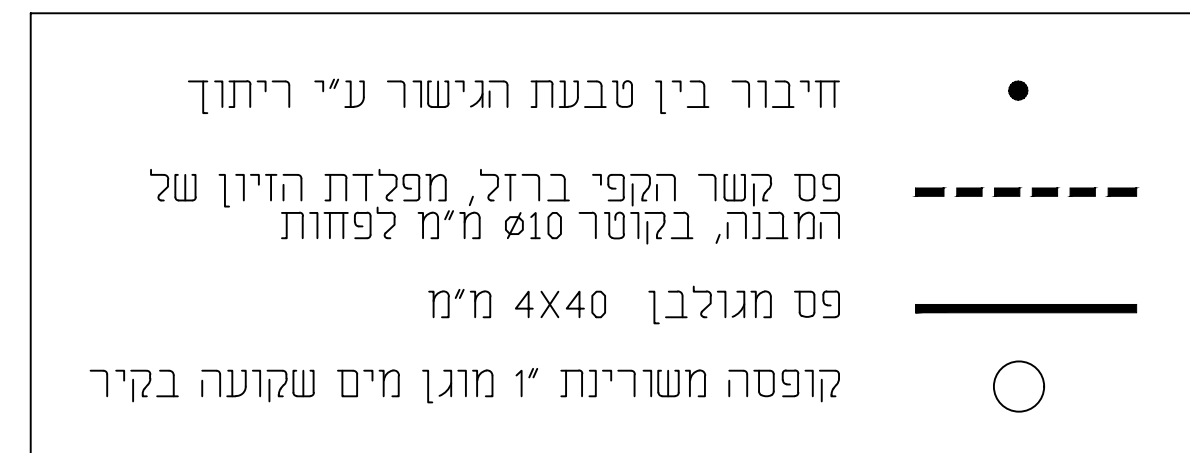 חיבור בין טבעת הגישור ע"י ריתוך
פס קשר הקפי ברזל, מפלדת הזיון של
המבנה, בקוטר ⌀10 מ"מ לפחות
פס מגולבן 4X40 מ"מ
קופסה משורינת 1" מוגן מים שקועה בקיר